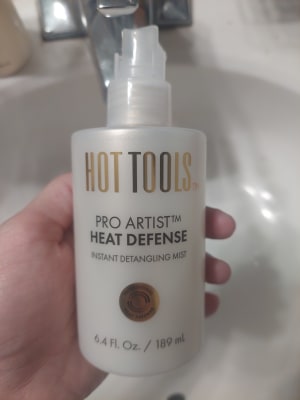 HOT TOOLS
PRO ARTIST™
HEAT DEFENSE
INSTANT DETANGLING MIST
6.4 Fl. Oz. / 189 mL